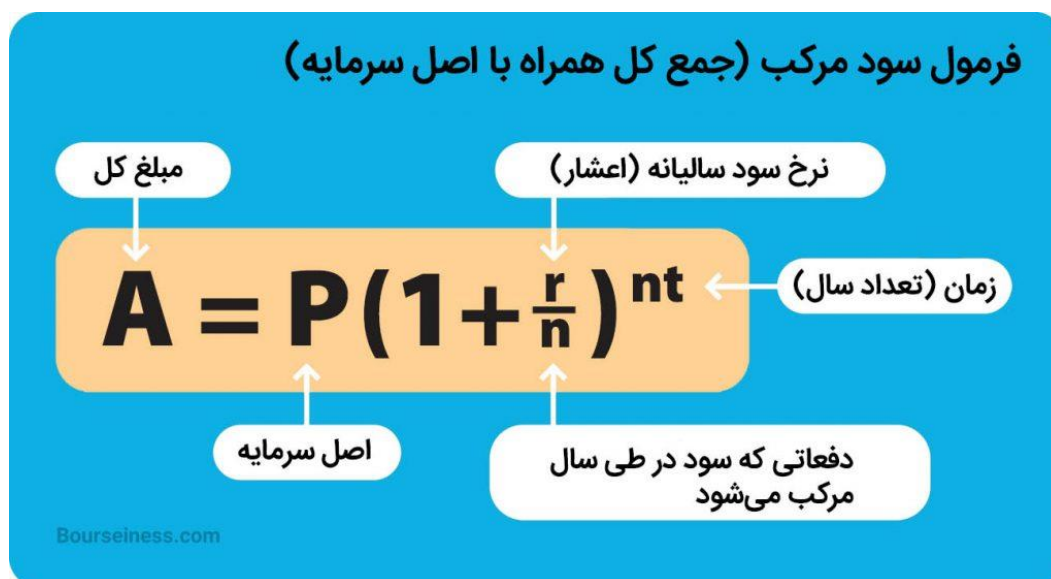 فرمول سود مرکب (جمع کل همراه با اصل سرمایه)
نرخ سود سالیانه (اعشار)
مبلغ کل
A = P(1+r/n)^nt
زمان (تعداد سال)
اصل سرمایه
دفعاتی که سود در طی سال
مرکب می‌شود
Bourseiness.com